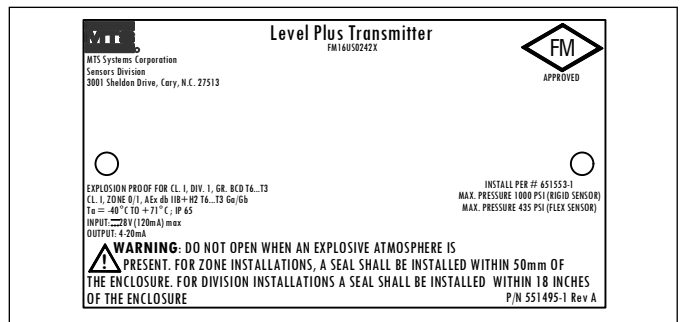 MTS
Level Plus Transmitter
FM16US0242X
FM
APPROVED
MTS Systems Corporation
Sensors Division
3001 Sheldon Drive, Cary, N.C. 27513
EXPLOSION PROOF FOR CL. I, DIV. 1, GR. BCD T6...T3
CL. I, ZONE 0/1, AEx db IIB+H2 T6...T3 Ga/Gb
Ta = -40°C TO +71°C ; IP 65
INPUT: ⎓28V (120mA) max
OUTPUT: 4-20mA
INSTALL PER # 651553-1
MAX. PRESSURE 1000 PSI (RIGID SENSOR)
MAX. PRESSURE 435 PSI (FLEX SENSOR)
WARNING: DO NOT OPEN WHEN AN EXPLOSIVE ATMOSPHERE IS
PRESENT. FOR ZONE INSTALLATIONS, A SEAL SHALL BE INSTALLED WITHIN 50mm OF
THE ENCLOSURE. FOR DIVISION INSTALLATIONS A SEAL SHALL BE INSTALLED WITHIN 18 INCHES
OF THE ENCLOSURE
P/N 551495-1 Rev A